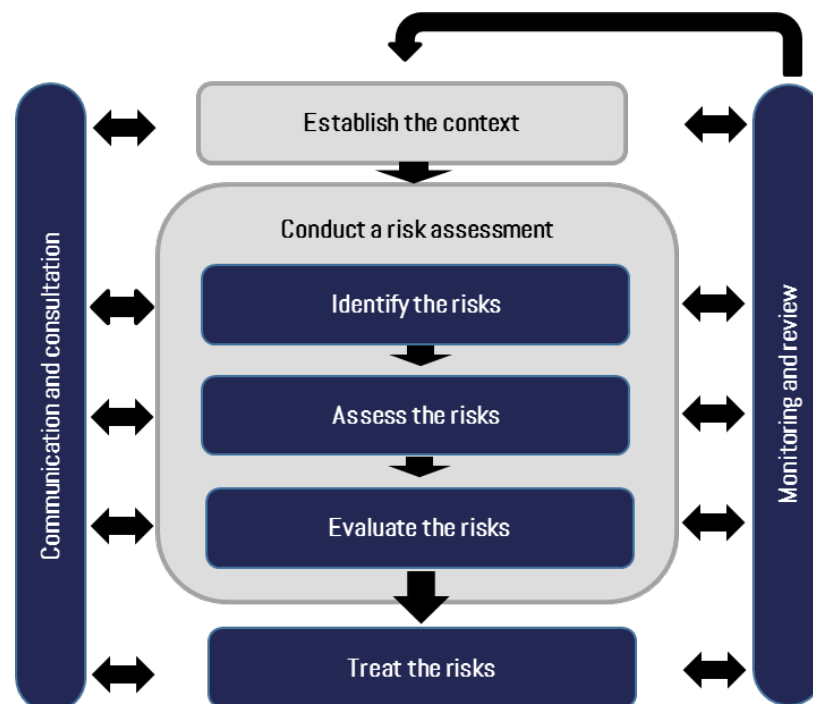 Establish the context
Conduct a risk assessment
Identify the risks
Assess the risks
Evaluate the risks
Treat the risks
Communication and consultation
Monitoring and review